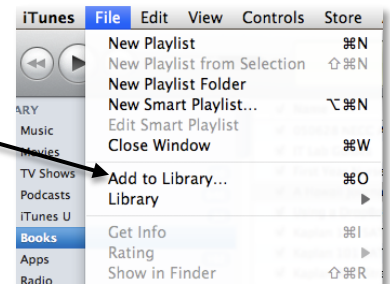 iTunes File Edit View Controls Store
New Playlist ⌘N
New Playlist from Selection ⇧⌘N
New Playlist Folder
New Smart Playlist... ⌥⌘N
Edit Smart Playlist
Close Window ⌘W
Add to Library... ⌘O
Library ▶
Get Info ⌘I
Rating ▶
Show in Finder ⇧⌘R
ARY
Music
Movies
TV Shows
Podcasts
iTunes U
Books
Apps
Radio